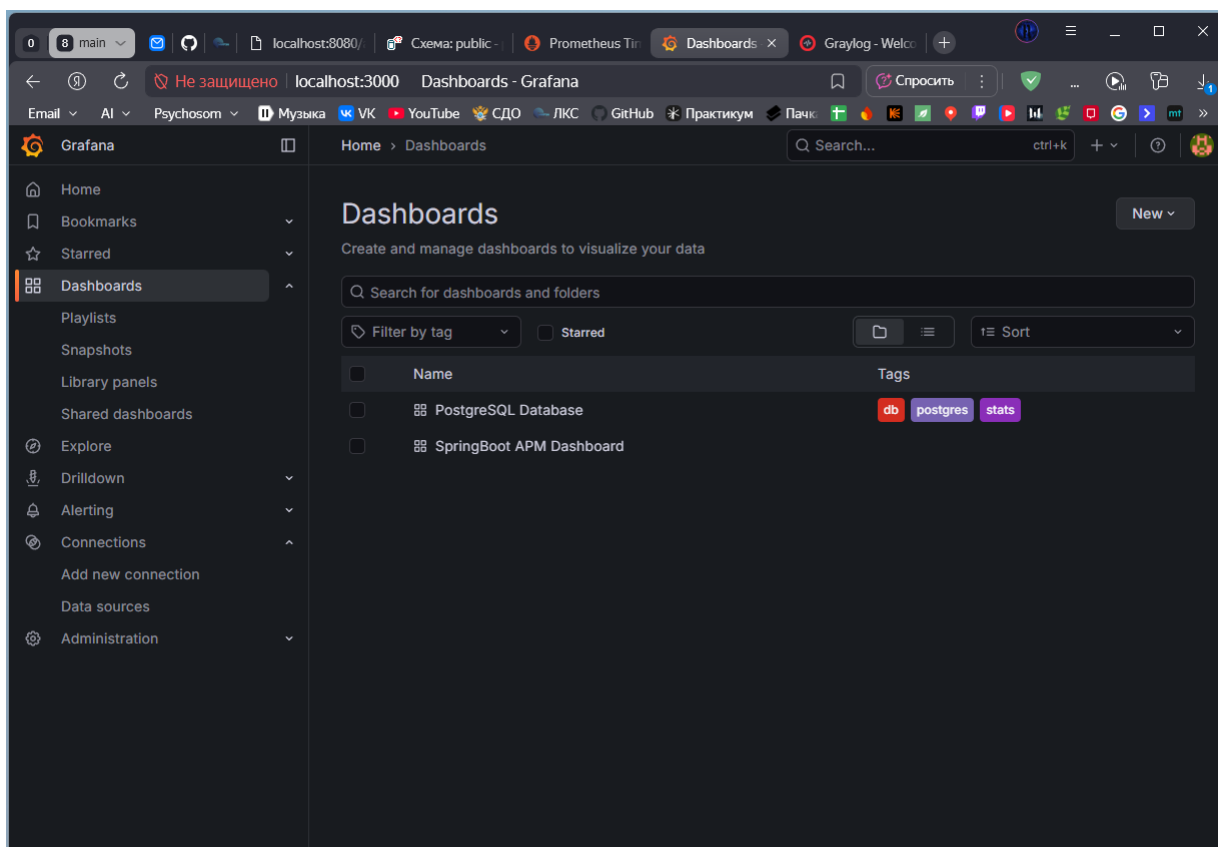 0 8 main localhost:8080/ Схема: public - Prometheus Tim Dashboards Graylog - Welco
Не защищено localhost:3000 Dashboards - Grafana Спросить
Email AI Psychosom Музыка VK YouTube СДО ЛКС GitHub Практикум Пачка
Grafana Home › Dashboards Search... ctrl+k
Home
Bookmarks
Starred
Dashboards
Playlists
Snapshots
Library panels
Shared dashboards
Explore
Drilldown
Alerting
Connections
Add new connection
Data sources
Administration
Dashboards New
Create and manage dashboards to visualize your data
Search for dashboards and folders
Filter by tag Starred Sort
Name Tags
PostgreSQL Database db postgres stats
SpringBoot APM Dashboard